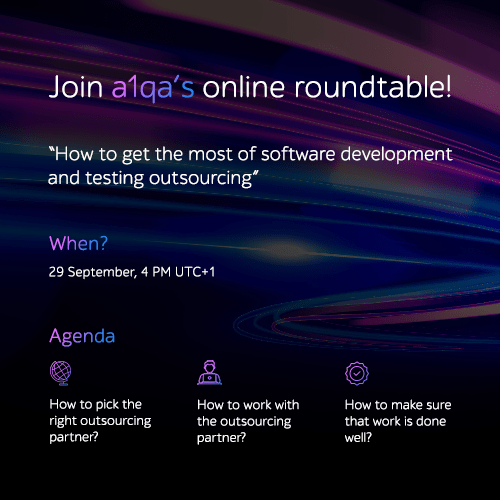 Join a1qa's online roundtable!
"How to get the most of software development
and testing outsourcing"
When?
29 September, 4 PM UTC+1
Agenda
How to pick the
right outsourcing
partner?
How to work with
the outsourcing
partner?
How to make sure
that work is done
well?